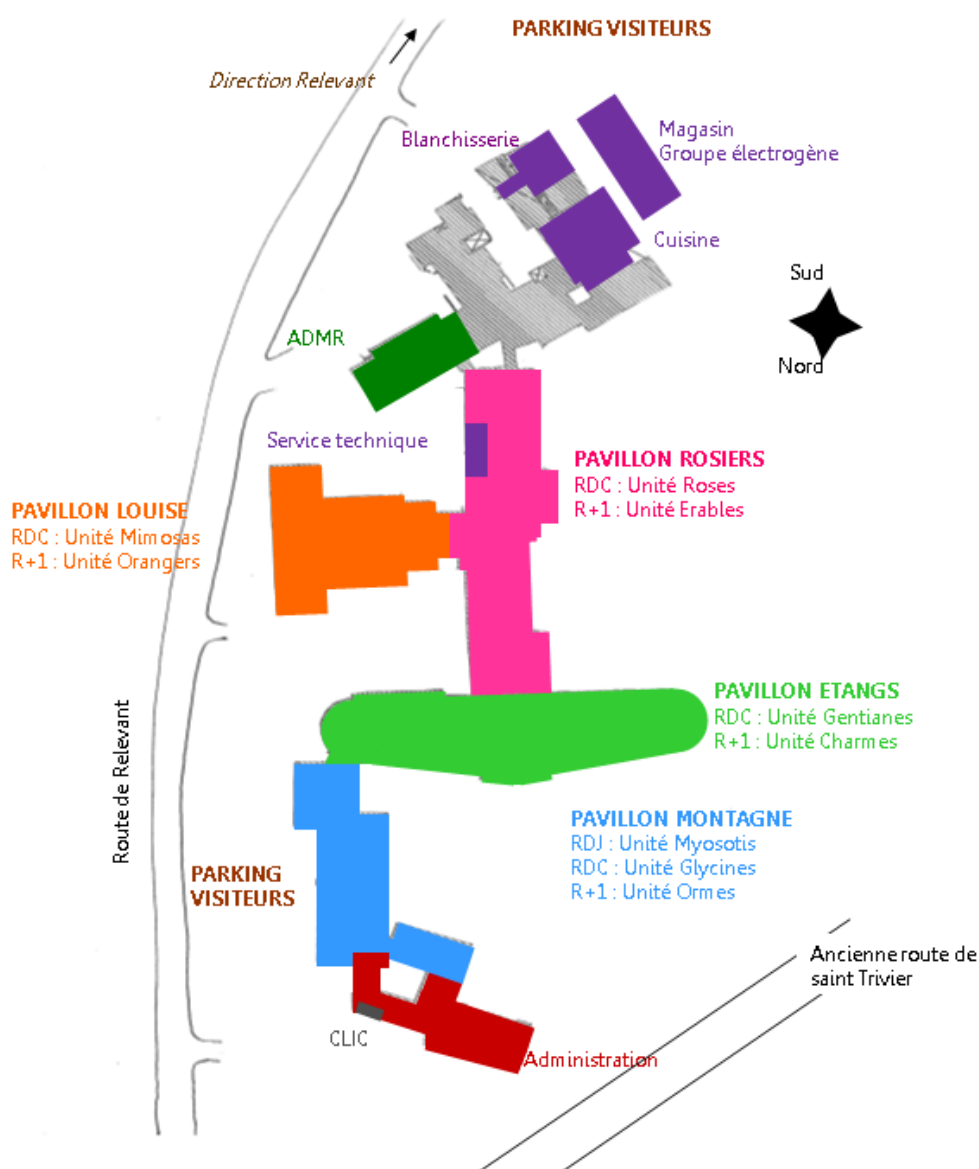 PARKING VISITEURS
Direction Relevant
Blanchisserie
Magasin
Groupe électrogène
Cuisine
Sud
Nord
ADMR
Service technique
PAVILLON ROSIERS
RDC : Unité Roses
R+1 : Unité Erables
PAVILLON LOUISE
RDC : Unité Mimosas
R+1 : Unité Orangers
PAVILLON ETANGS
RDC : Unité Gentianes
R+1 : Unité Charmes
Route de Relevant
PAVILLON MONTAGNE
RDJ : Unité Myosotis
RDC : Unité Glycines
R+1 : Unité Ormes
PARKING
VISITEURS
Ancienne route de
saint Trivier
CLIC
Administration